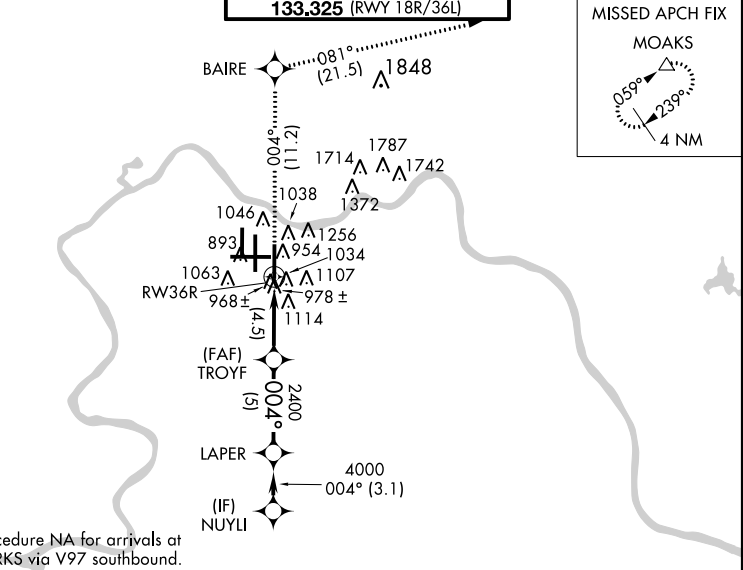 133.325 (RWY 18R/36L)
MISSED APCH FIX
MOAKS
059°
239°
4 NM
BAIRE
081°
(21.5)
1848
004°
(11.2)
1714
1787
1742
1372
1038
1046
1256
893
954
1034
1063
1107
RW36R
968 ±
978 ±
1114
(4.5)
(FAF)
TROYF
2400
004°
(5)
LAPER
4000
004° (3.1)
(IF)
NUYLI
cedure NA for arrivals at
RKS via V97 southbound.